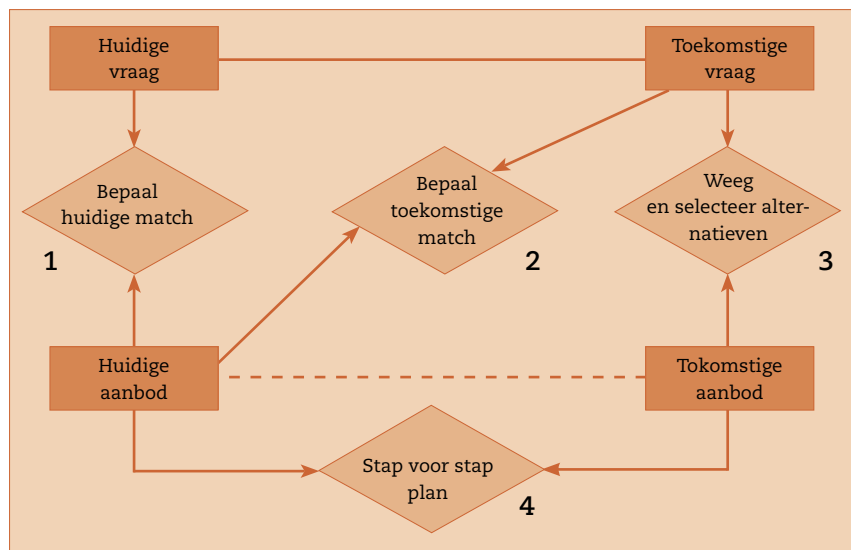 Huidige
vraag
Toekomstige
vraag
Bepaal
huidige match
1
Bepaal
toekomstige
match
2
Weeg
en selecteer alter-
natieven
3
Huidige
aanbod
Tokomstige
aanbod
Stap voor stap
plan
4